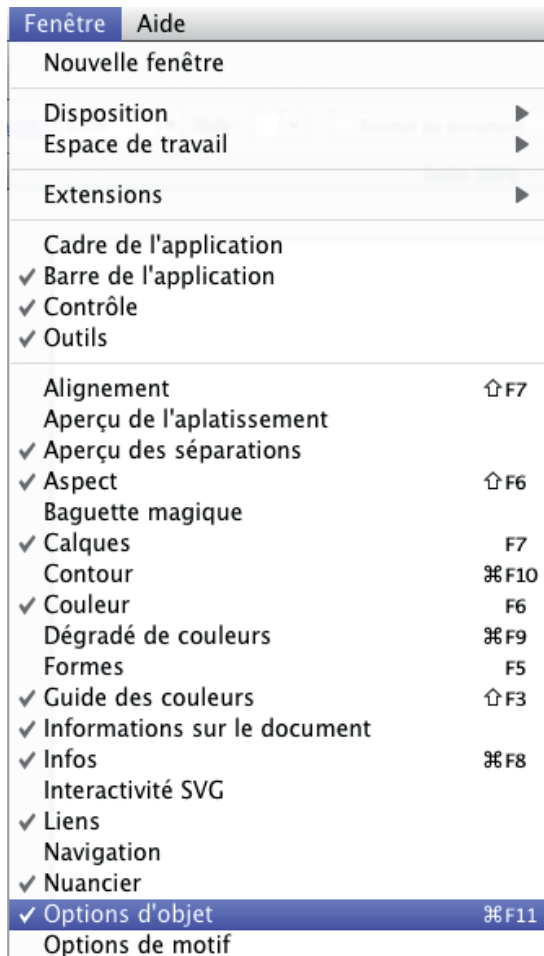 Fenêtre Aide
Nouvelle fenêtre
Disposition ▶
Espace de travail ▶
Extensions ▶
Cadre de l'application
✓ Barre de l'application
✓ Contrôle
✓ Outils
Alignement ⇧F7
Aperçu de l'aplatissement
✓ Aperçu des séparations
✓ Aspect ⇧F6
Baguette magique
✓ Calques F7
Contour ⌘F10
✓ Couleur F6
Dégradé de couleurs ⌘F9
Formes F5
✓ Guide des couleurs ⇧F3
✓ Informations sur le document
✓ Infos ⌘F8
Interactivité SVG
✓ Liens
Navigation
✓ Nuancier
✓ Options d'objet ⌘F11
Options de motif